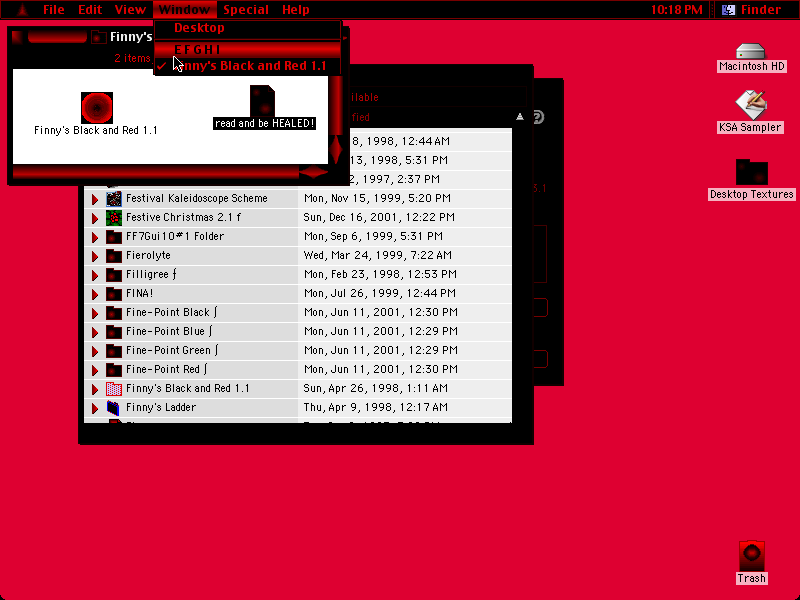 File Edit View Window Special Help 10:18 PM Finder
Desktop
E F G H I
Finny's Black and Red 1.1
Finny's
2 items
Finny's Black and Red 1.1
read and be HEALED!
Macintosh HD
KSA Sampler
Desktop Textures
Trash
ilable
fied
8, 1998, 12:44 AM
13, 1998, 5:31 PM
2, 1997, 2:37 PM
Festival Kaleidoscope Scheme Mon, Nov 15, 1999, 5:20 PM
Festive Christmas 2.1 f Sun, Dec 16, 2001, 12:22 PM
FF7Gui10#1 Folder Mon, Sep 6, 1999, 5:31 PM
Fierolyte Wed, Mar 24, 1999, 7:22 AM
Filligree ƒ Mon, Feb 23, 1998, 12:53 PM
FINA! Mon, Jul 26, 1999, 12:44 PM
Fine-Point Black ∫ Mon, Jun 11, 2001, 12:30 PM
Fine-Point Blue ∫ Mon, Jun 11, 2001, 12:29 PM
Fine-Point Green ∫ Mon, Jun 11, 2001, 12:29 PM
Fine-Point Red ∫ Mon, Jun 11, 2001, 12:30 PM
Finny's Black and Red 1.1 Sun, Apr 26, 1998, 1:11 AM
Finny's Ladder Thu, Apr 9, 1998, 12:17 AM